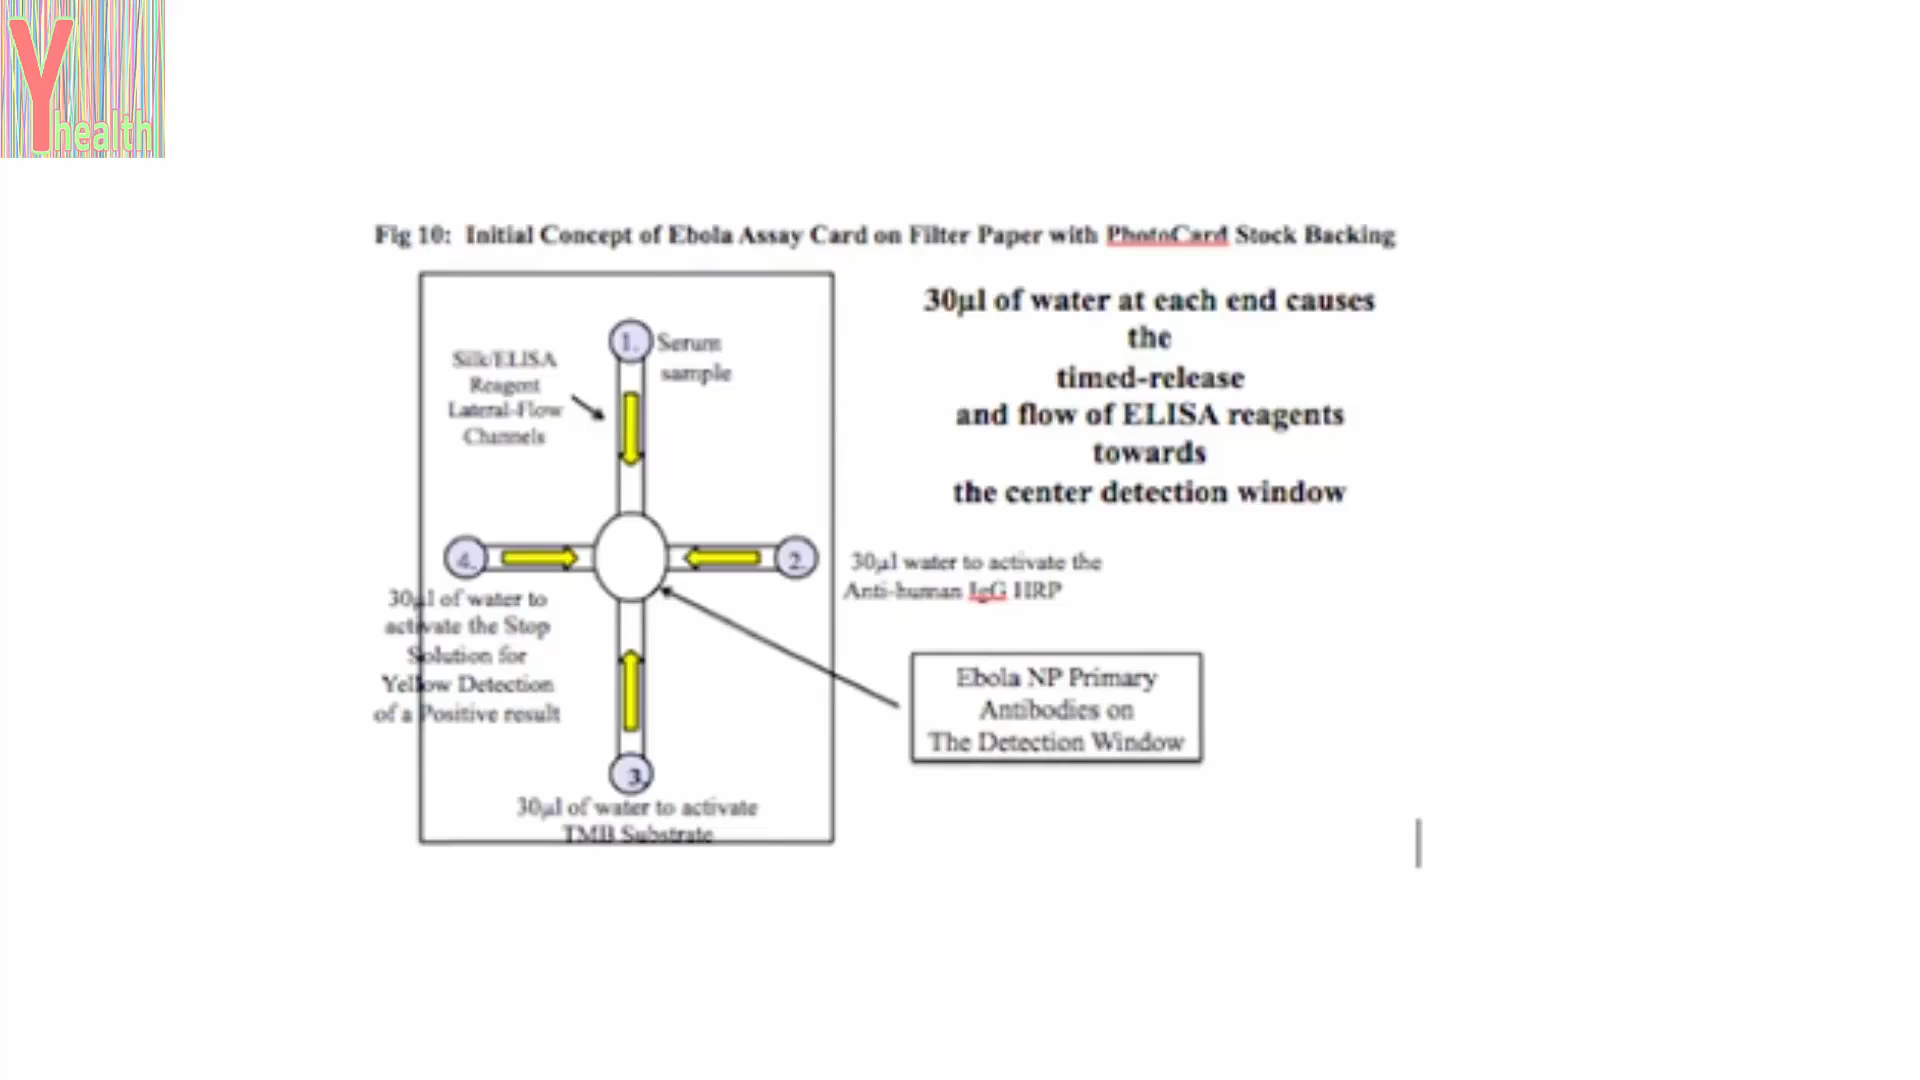 Y
health
Fig 10: Initial Concept of Ebola Assay Card on Filter Paper with PhotoCard Stock Backing
30µl of water at each end causes
the
timed-release
and flow of ELISA reagents
towards
the center detection window
1.
Serum
sample
Silk/ELISA
Reagent
Lateral-Flow
Channels
4.
2.
30µl water to activate the
Anti-human IgG HRP
30µl of water to
activate the Stop
Solution for
Yellow Detection
of a Positive result
Ebola NP Primary
Antibodies on
The Detection Window
3.
30µl of water to activate
TMB Substrate